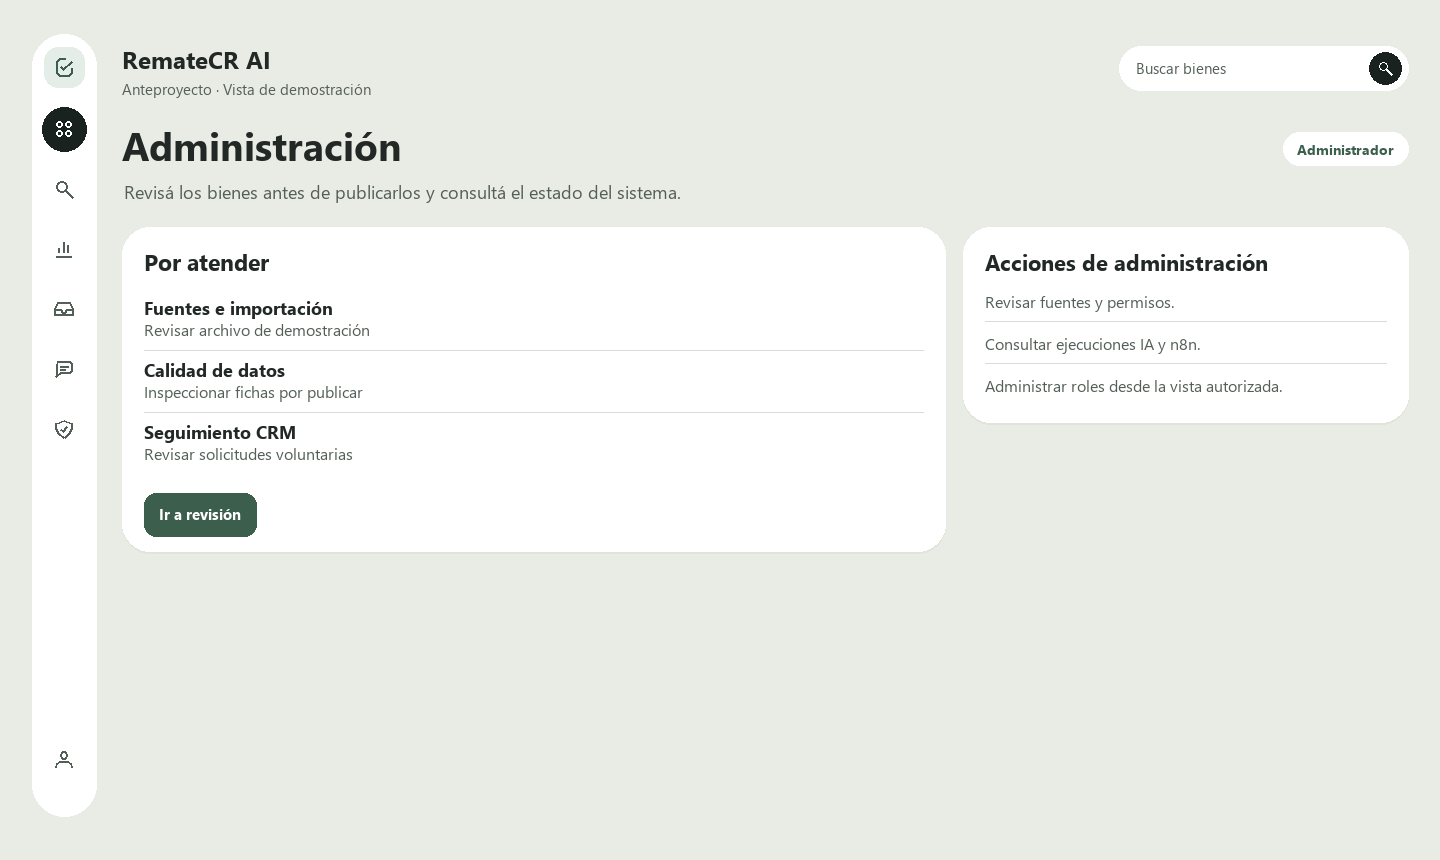 RemateCR AI
Anteproyecto · Vista de demostración
Buscar bienes
Administración
Administrador
Revisá los bienes antes de publicarlos y consultá el estado del sistema.
Por atender
Fuentes e importación
Revisar archivo de demostración
Calidad de datos
Inspeccionar fichas por publicar
Seguimiento CRM
Revisar solicitudes voluntarias
Ir a revisión
Acciones de administración
Revisar fuentes y permisos.
Consultar ejecuciones IA y n8n.
Administrar roles desde la vista autorizada.